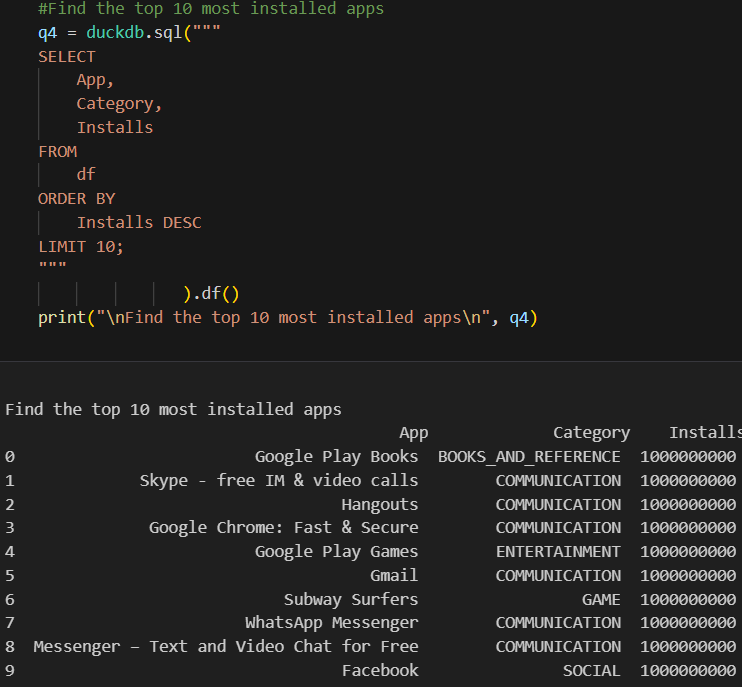 #Find the top 10 most installed apps
q4 = duckdb.sql("""
SELECT
    App,
    Category,
    Installs
FROM
    df
ORDER BY
    Installs DESC
LIMIT 10;
"""
               ).df()
print("\nFind the top 10 most installed apps\n", q4)
Find the top 10 most installed apps
                                         App             Category    Installs
0                         Google Play Books  BOOKS_AND_REFERENCE  1000000000
1             Skype - free IM & video calls        COMMUNICATION  1000000000
2                                  Hangouts        COMMUNICATION  1000000000
3              Google Chrome: Fast & Secure        COMMUNICATION  1000000000
4                         Google Play Games        ENTERTAINMENT  1000000000
5                                     Gmail        COMMUNICATION  1000000000
6                            Subway Surfers                 GAME  1000000000
7                        WhatsApp Messenger        COMMUNICATION  1000000000
8  Messenger – Text and Video Chat for Free        COMMUNICATION  1000000000
9                                  Facebook               SOCIAL  1000000000